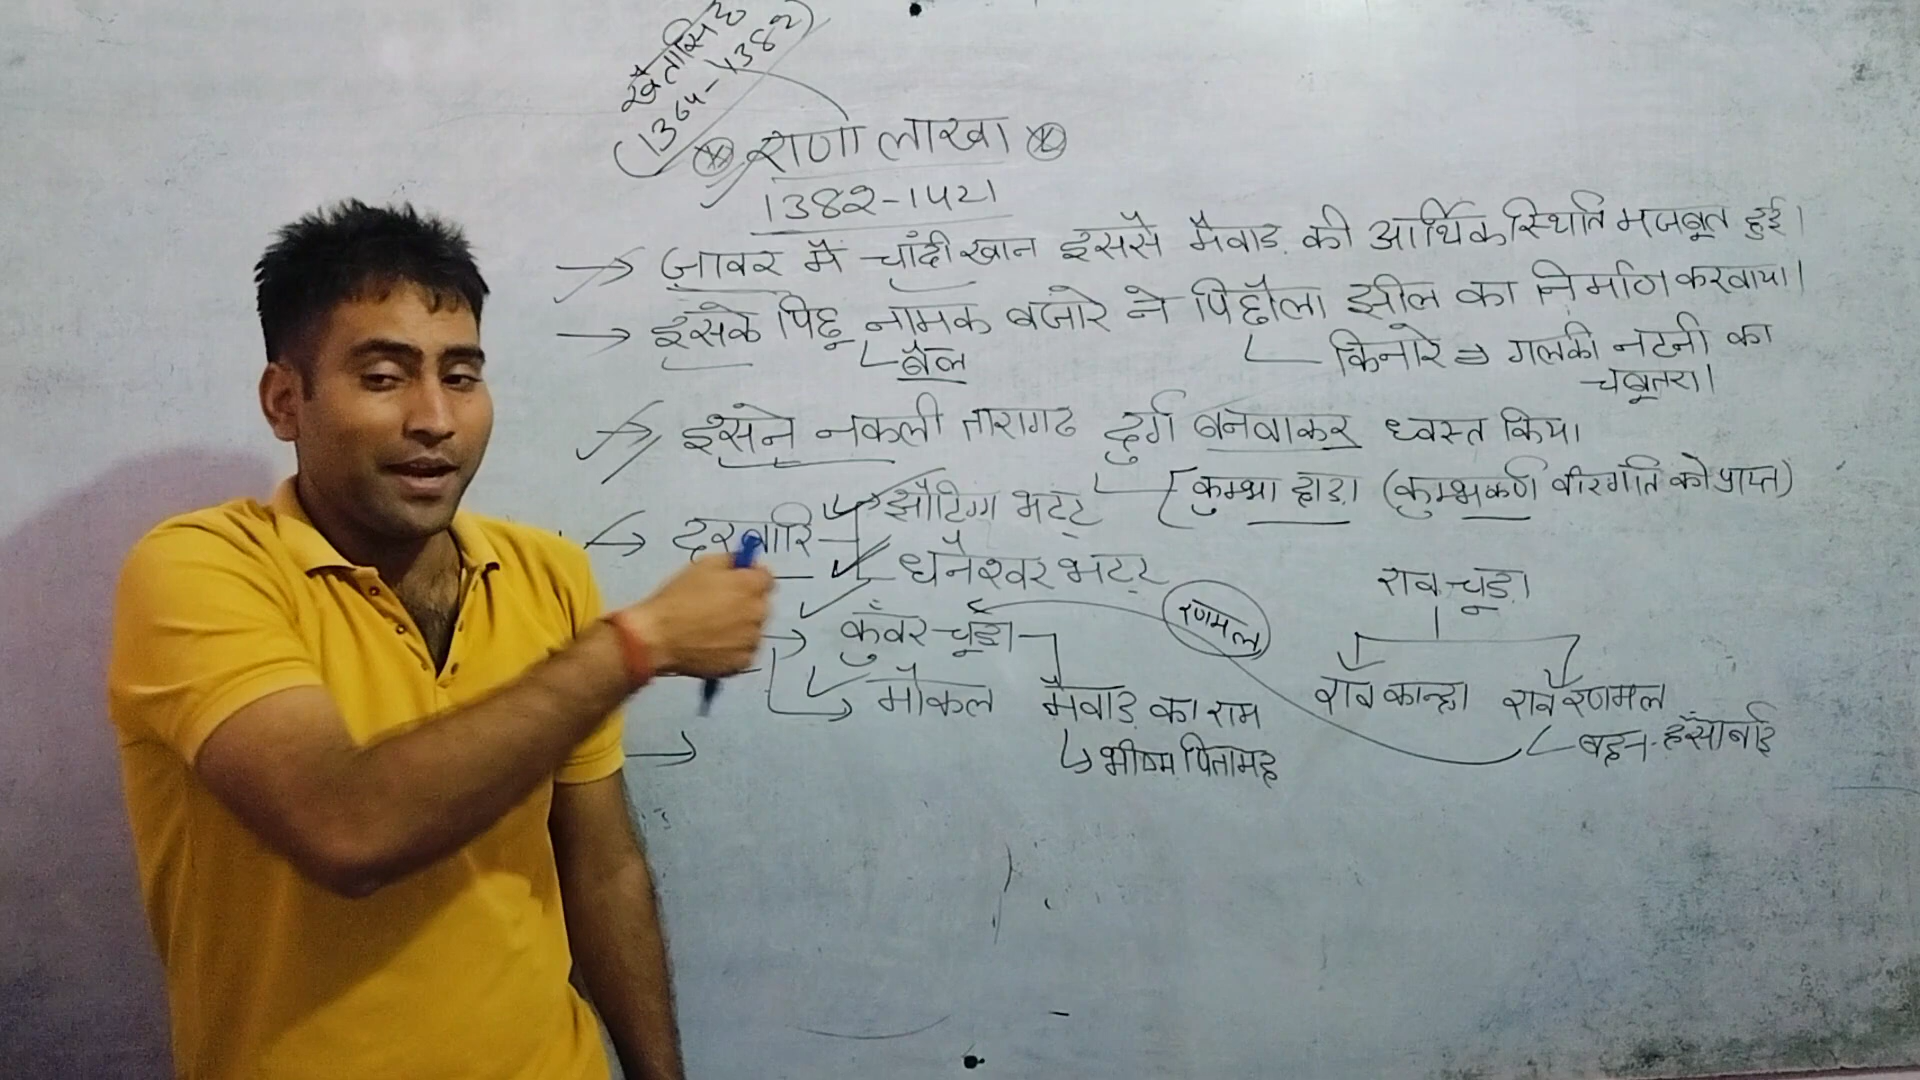 खैतासिंह
(1364-1382)
राणा लाखा
1382-1421
→ जावर मै चाँदी खान इससे मैवाड़ की आर्थिक स्थिति मजबूत हुई।
→ इसके पिछू नामक बंजारे ने पिछौला झील का निर्माण करवाया।
बैल
किनारे ⇒ गलकी नटनी का
चबूतरा।
→ इसने नकली तारागढ दुर्ग बनवाकर ध्वस्त किया
कुम्भा हाड़ा (कुम्भकर्ण वीरगति को प्राप्त)
→ दरबारि
झौटिंग भट्ट
धनैश्वर भट्ट
कुँवर चूड़ा
रणमल
मौकल
मैवाड़ का राम
भीष्म पितामह
राव चूड़ा
राव कान्हा
राव रणमल
बहन- हँसाबाई